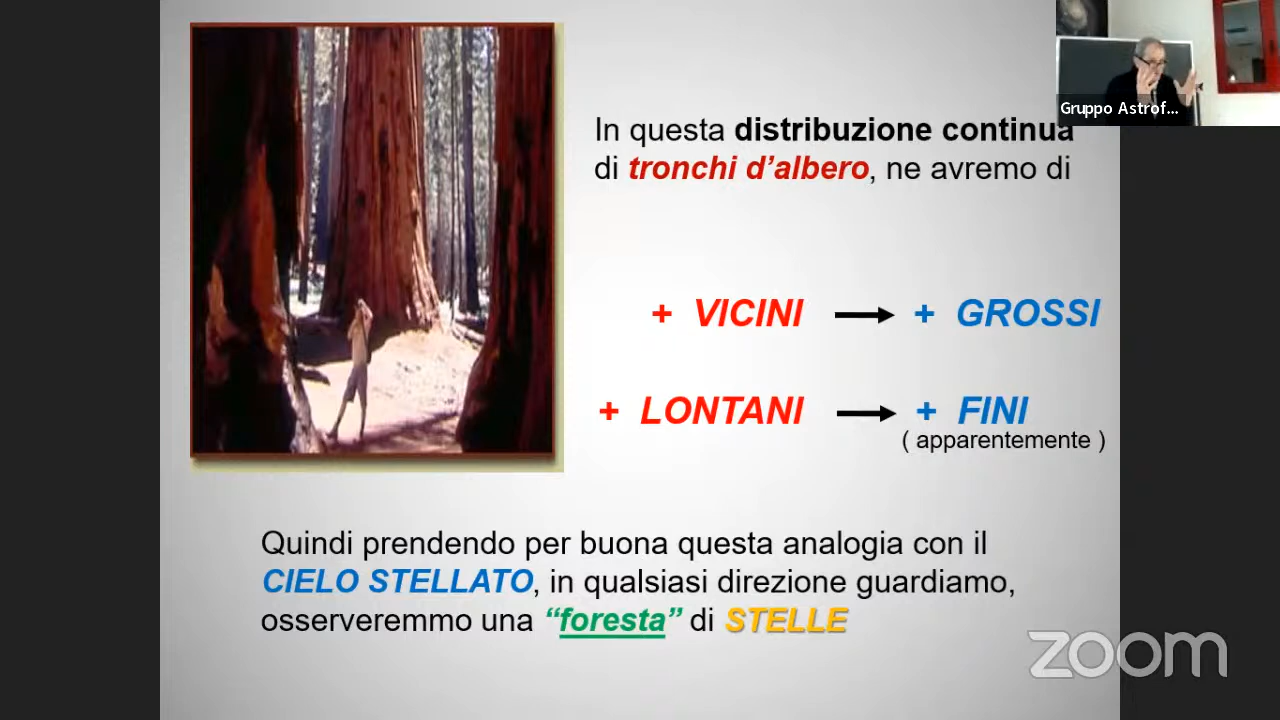 In questa distribuzione continua
di tronchi d'albero, ne avremo di
+ VICINI + GROSSI
+ LONTANI + FINI
( apparentemente )
Quindi prendendo per buona questa analogia con il
CIELO STELLATO, in qualsiasi direzione guardiamo,
osserveremmo una “foresta” di STELLE
Gruppo Astrof...
zoom